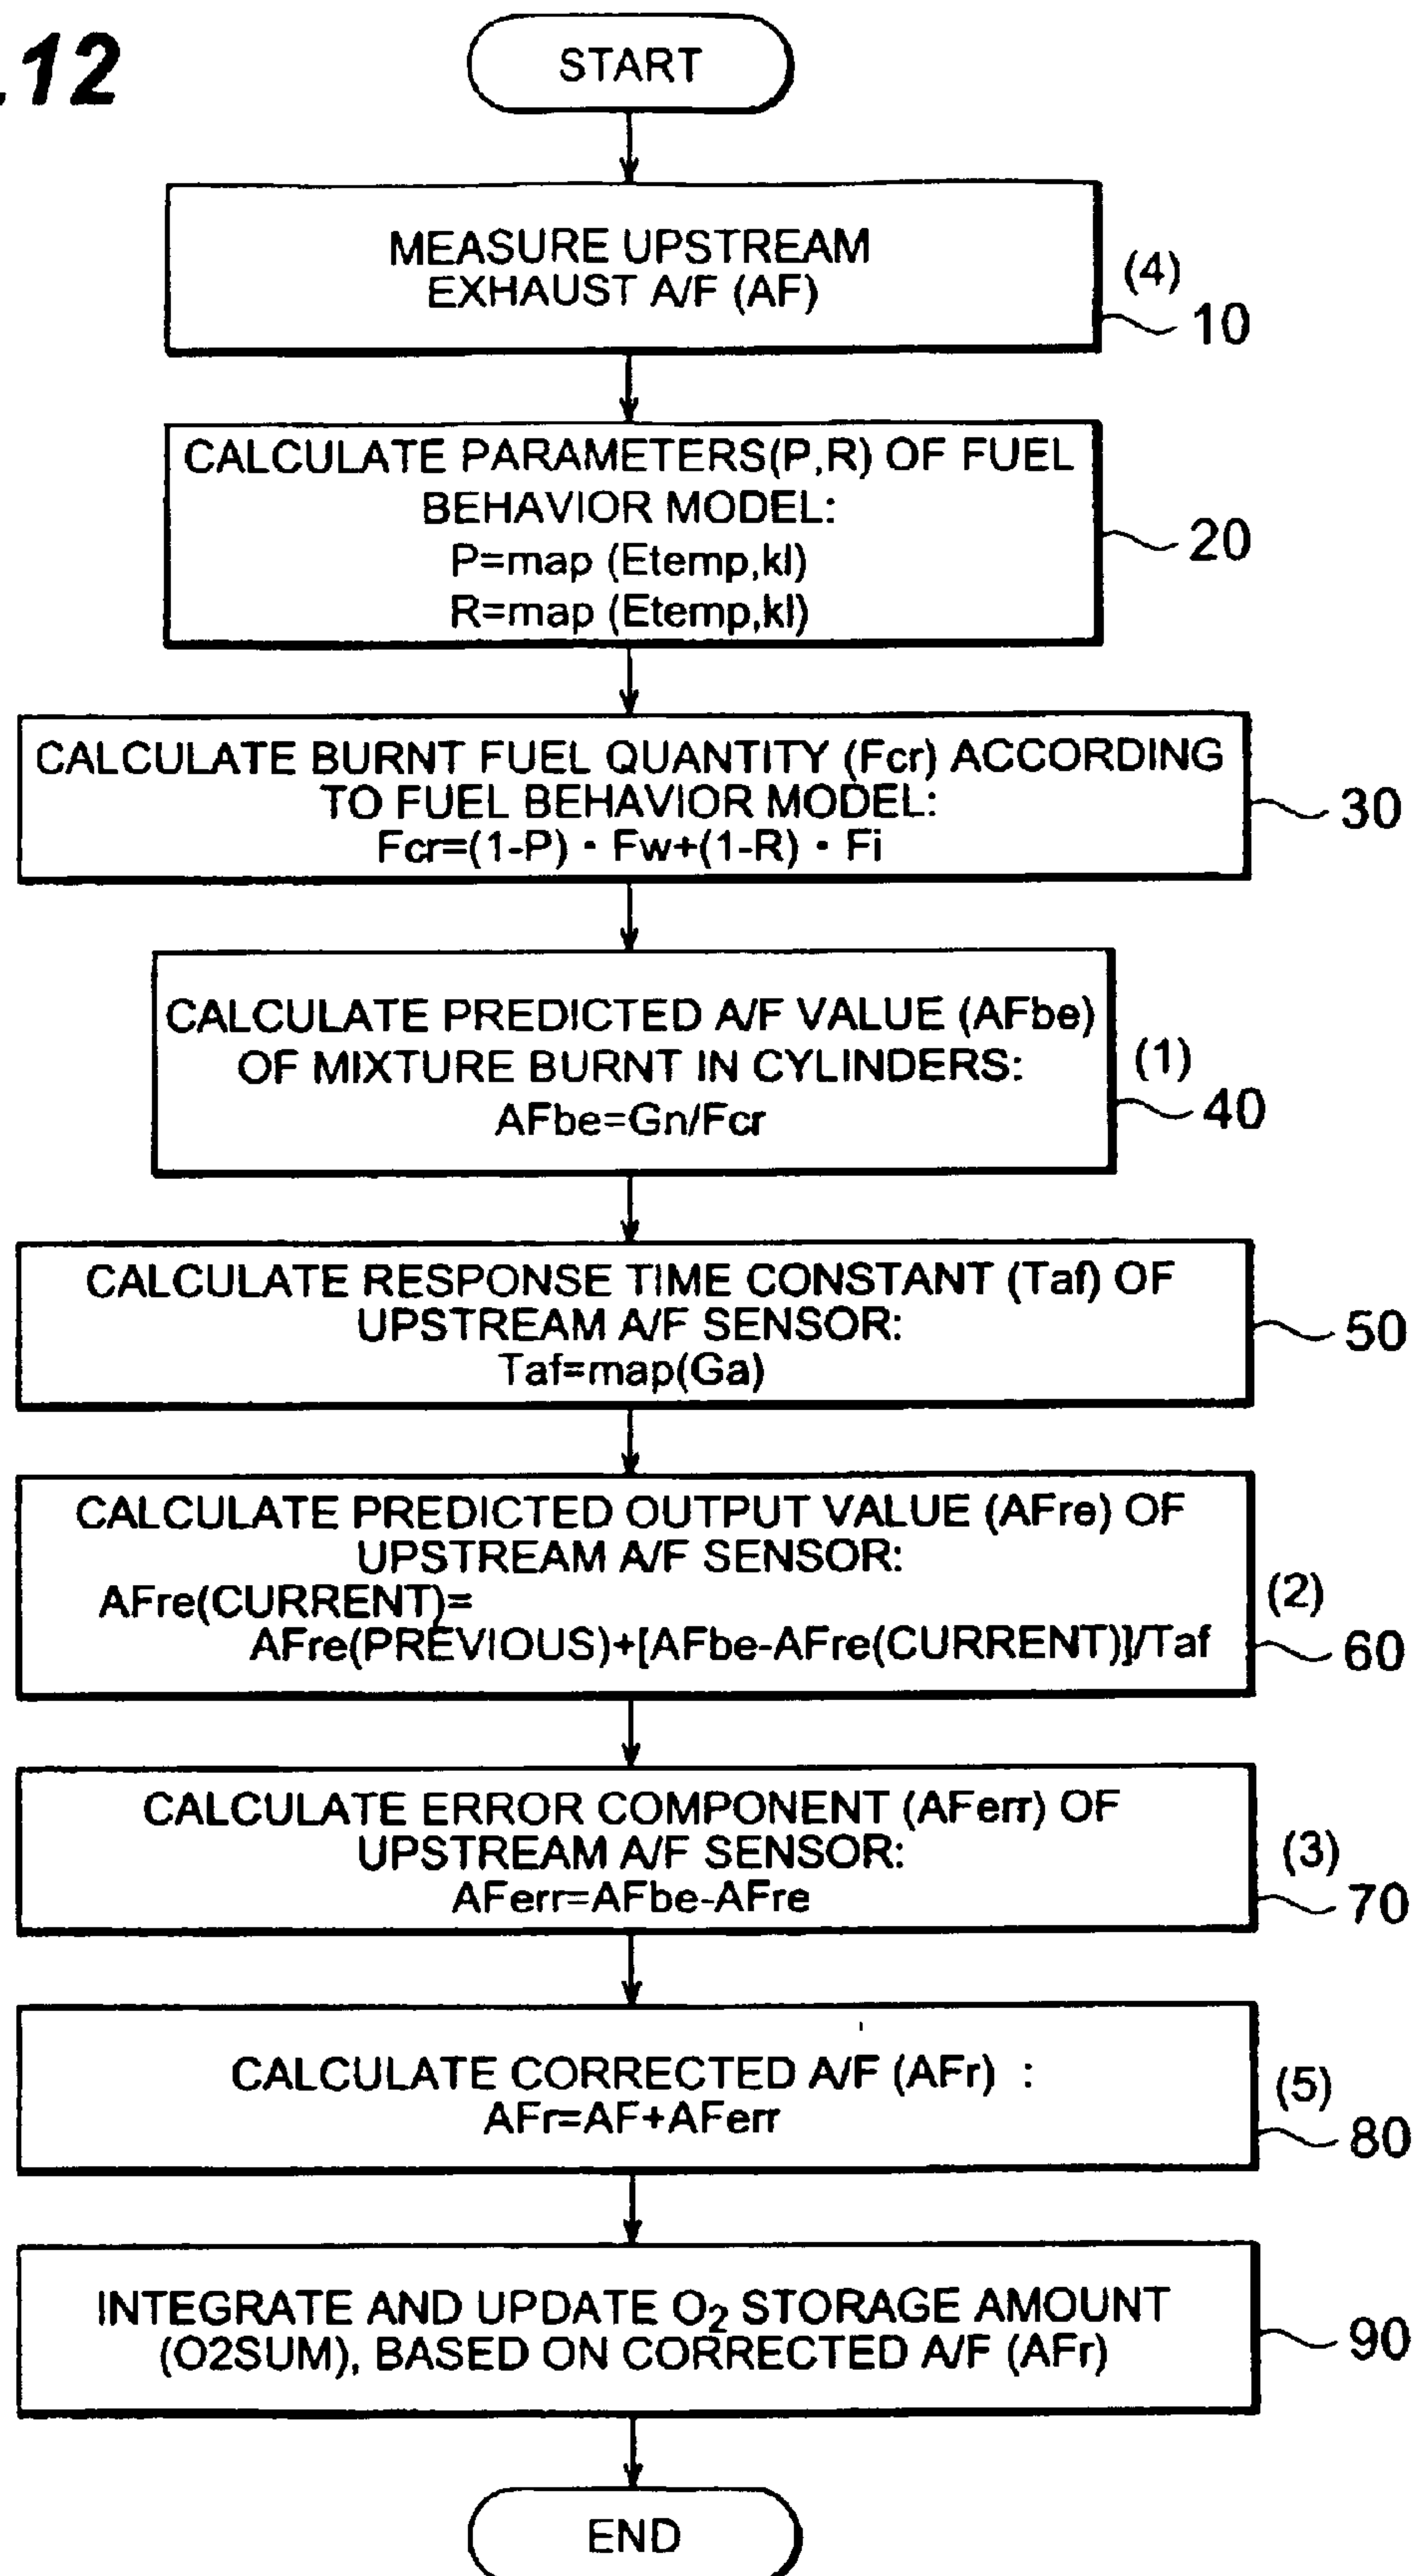 .12
START
MEASURE UPSTREAM
EXHAUST A/F (AF)
(4)
10
CALCULATE PARAMETERS(P,R) OF FUEL
BEHAVIOR MODEL:
P=map (Etemp,kl)
R=map (Etemp,kl)
20
CALCULATE BURNT FUEL QUANTITY (Fcr) ACCORDING
TO FUEL BEHAVIOR MODEL:
Fcr=(1-P) · Fw+(1-R) · Fi
30
CALCULATE PREDICTED A/F VALUE (AFbe)
OF MIXTURE BURNT IN CYLINDERS:
AFbe=Gn/Fcr
(1)
40
CALCULATE RESPONSE TIME CONSTANT (Taf) OF
UPSTREAM A/F SENSOR:
Taf=map(Ga)
50
CALCULATE PREDICTED OUTPUT VALUE (AFre) OF
UPSTREAM A/F SENSOR:
AFre(CURRENT)=
AFre(PREVIOUS)+[AFbe-AFre(CURRENT)]/Taf
(2)
60
CALCULATE ERROR COMPONENT (AFerr) OF
UPSTREAM A/F SENSOR:
AFerr=AFbe-AFre
(3)
70
CALCULATE CORRECTED A/F (AFr) :
AFr=AF+AFerr
(5)
80
INTEGRATE AND UPDATE O2 STORAGE AMOUNT
(O2SUM), BASED ON CORRECTED A/F (AFr)
90
END